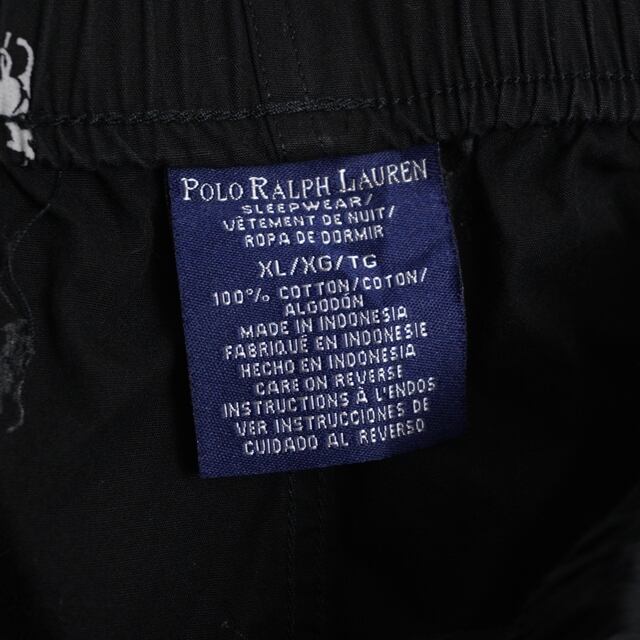 POLO RALPH LAUREN
SLEEPWEAR/
VÊTEMENT DE NUIT/
ROPA DE DORMIR
XL/XG/TG
100% COTTON/COTON/
ALGODÓN
MADE IN INDONESIA
FABRIQUÉ EN INDONÉSIE
HECHO EN INDONESIA
CARE ON REVERSE
INSTRUCTIONS À L'ENDOS
VER INSTRUCCIONES DE
CUIDADO AL REVERSO